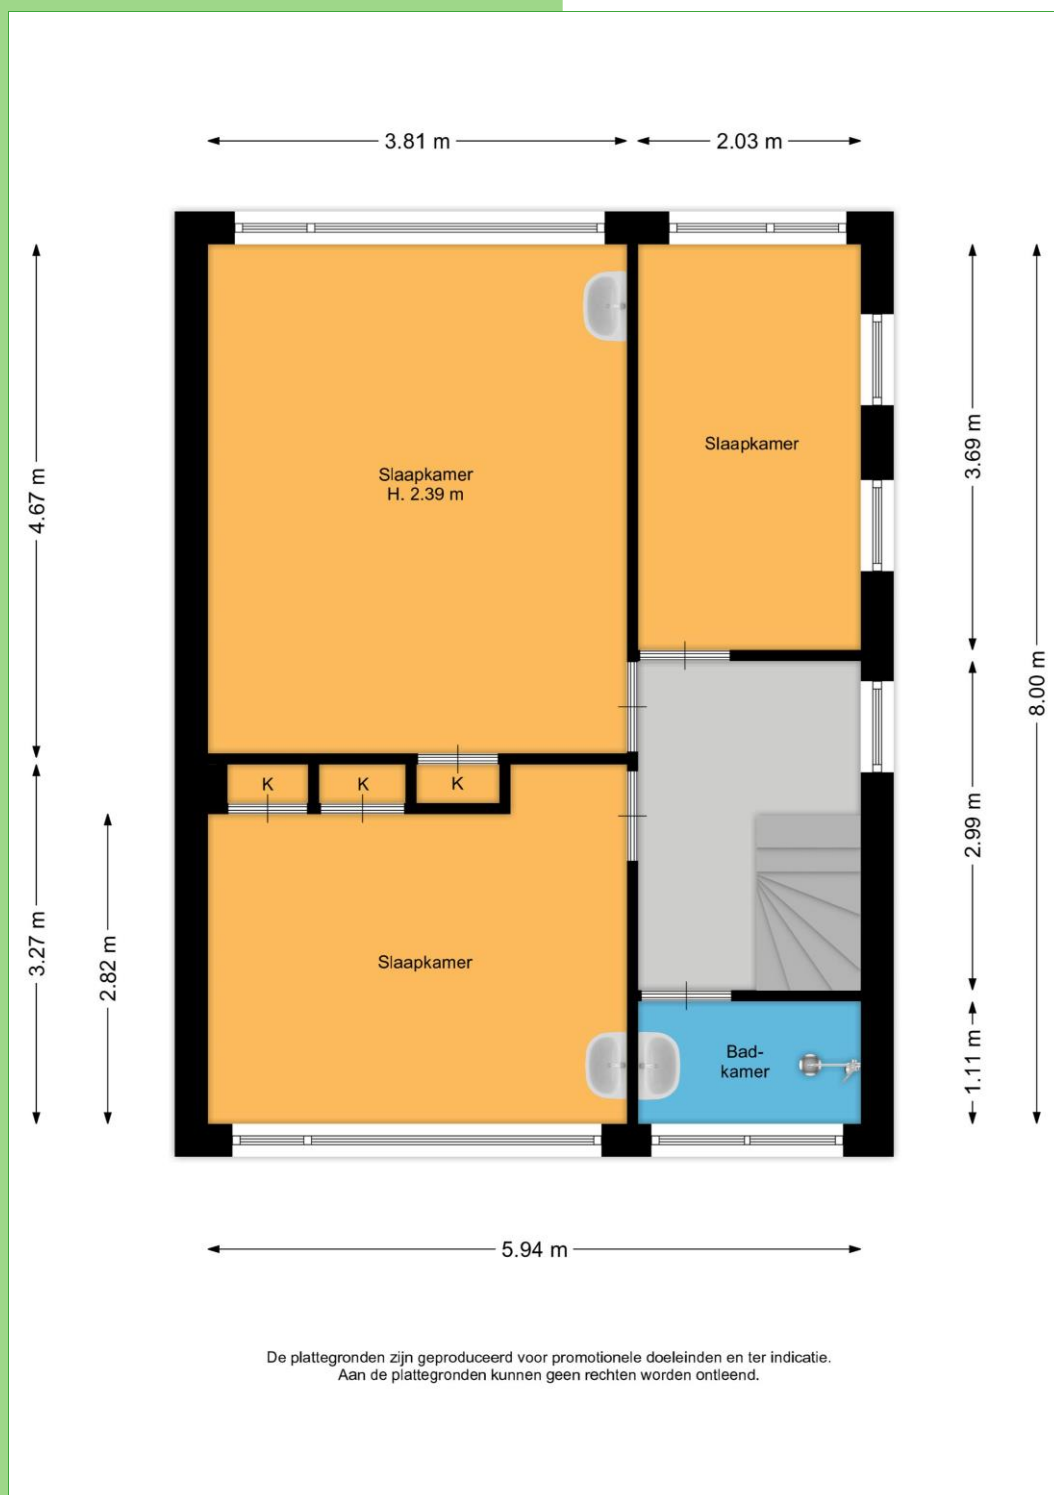 3.81 m
2.03 m
4.67 m
3.69 m
8.00 m
Slaapkamer
Slaapkamer
H. 2.39 m
K
K
K
2.99 m
3.27 m
2.82 m
Slaapkamer
Bad-
kamer
1.11 m
5.94 m
De plattegronden zijn geproduceerd voor promotionele doeleinden en ter indicatie.
Aan de plattegronden kunnen geen rechten worden ontleend.